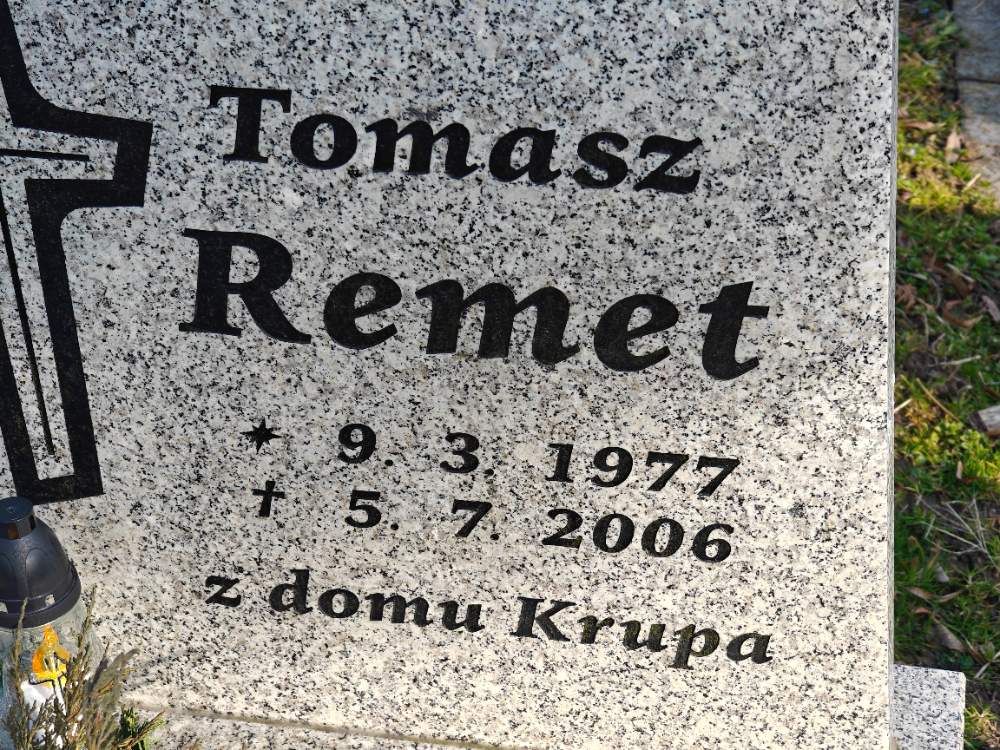 Tomasz
Remet
* 9. 3. 1977
† 5. 7. 2006
z domu Krupa